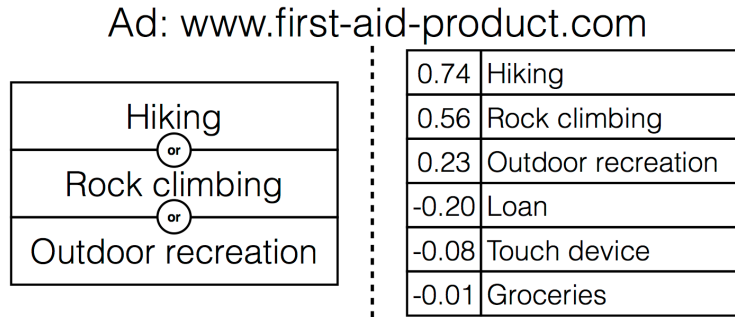 Ad: www.first-aid-product.com
Hiking
or
Rock climbing
or
Outdoor recreation
0.74 Hiking
0.56 Rock climbing
0.23 Outdoor recreation
-0.20 Loan
-0.08 Touch device
-0.01 Groceries